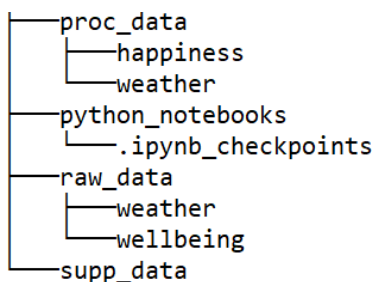 proc_data
happiness
weather
python_notebooks
.ipynb_checkpoints
raw_data
weather
wellbeing
supp_data